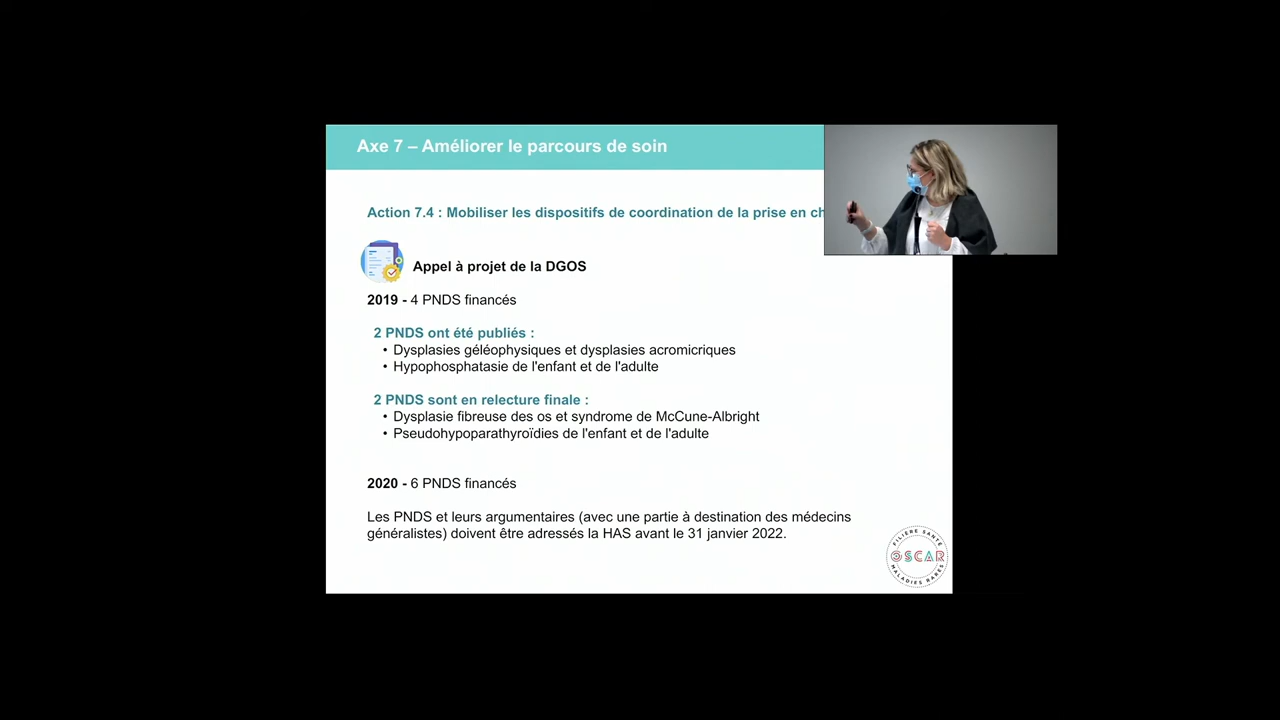 Axe 7 – Améliorer le parcours de soin
Action 7.4 : Mobiliser les dispositifs de coordination de la prise en
Appel à projet de la DGOS
2019 - 4 PNDS financés
2 PNDS ont été publiés :
• Dysplasies géléophysiques et dysplasies acromicriques
• Hypophosphatasie de l'enfant et de l'adulte
2 PNDS sont en relecture finale :
• Dysplasie fibreuse des os et syndrome de McCune-Albright
• Pseudohypoparathyroïdies de l'enfant et de l'adulte
2020 - 6 PNDS financés
Les PNDS et leurs argumentaires (avec une partie à destination des médecins
généralistes) doivent être adressés la HAS avant le 31 janvier 2022.
FILIERE SANTÉ
OSCAR
MALADIES RARES